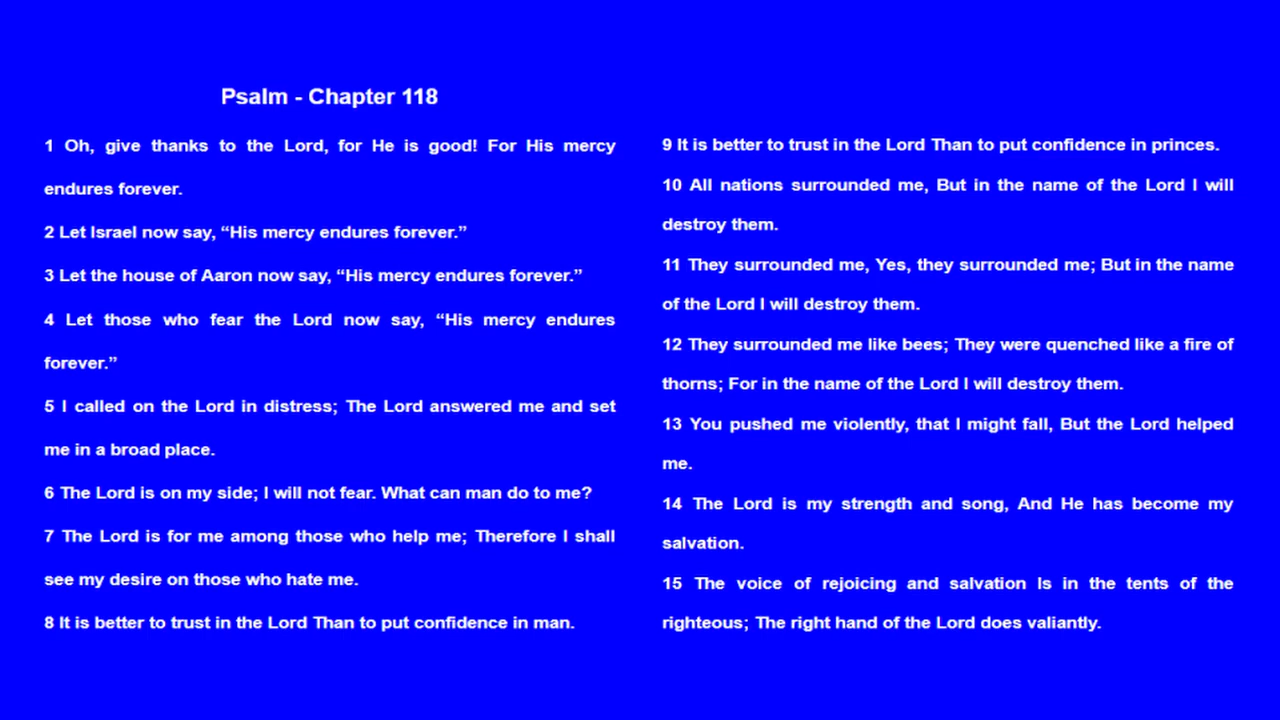 Psalm - Chapter 118
1 Oh, give thanks to the Lord, for He is good! For His mercy
endures forever.
2 Let Israel now say, “His mercy endures forever.”
3 Let the house of Aaron now say, “His mercy endures forever.”
4 Let those who fear the Lord now say, “His mercy endures
forever.”
5 I called on the Lord in distress; The Lord answered me and set
me in a broad place.
6 The Lord is on my side; I will not fear. What can man do to me?
7 The Lord is for me among those who help me; Therefore I shall
see my desire on those who hate me.
8 It is better to trust in the Lord Than to put confidence in man.
9 It is better to trust in the Lord Than to put confidence in princes.
10 All nations surrounded me, But in the name of the Lord I will
destroy them.
11 They surrounded me, Yes, they surrounded me; But in the name
of the Lord I will destroy them.
12 They surrounded me like bees; They were quenched like a fire of
thorns; For in the name of the Lord I will destroy them.
13 You pushed me violently, that I might fall, But the Lord helped
me.
14 The Lord is my strength and song, And He has become my
salvation.
15 The voice of rejoicing and salvation Is in the tents of the
righteous; The right hand of the Lord does valiantly.